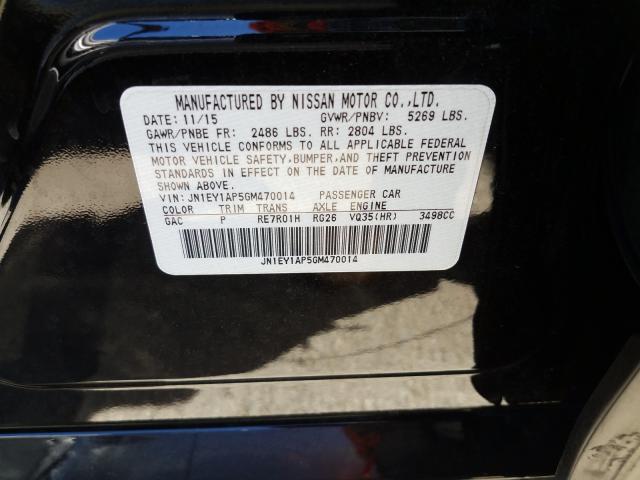 MANUFACTURED BY NISSAN MOTOR CO.,LTD.
DATE: 11/15 GVWR/PNBV: 5269 LBS.
GAWR/PNBE FR: 2486 LBS. RR: 2804 LBS.
THIS VEHICLE CONFORMS TO ALL APPLICABLE FEDERAL
MOTOR VEHICLE SAFETY,BUMPER,AND THEFT PREVENTION
STANDARDS IN EFFECT ON THE DATE OF MANUFACTURE
SHOWN ABOVE.
VIN: JN1EY1AP5GM470014 PASSENGER CAR
COLOR TRIM TRANS AXLE ENGINE
GAC P RE7R01H RG26 VQ35(HR) 3498CC
JN1EY1AP5GM470014